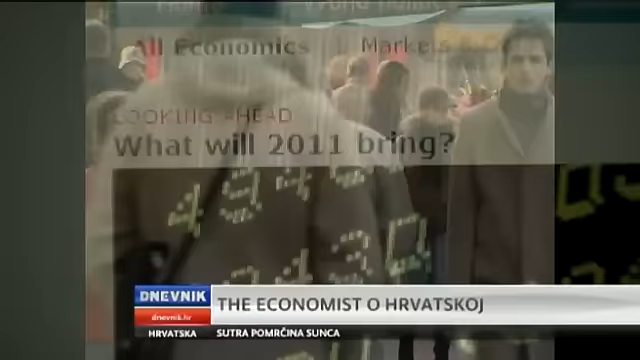 All Economics
Markets
LOOKING AHEAD
What will 2011 bring?
DNEVNIK
THE ECONOMIST O HRVATSKOJ
dnevnik.hr
HRVATSKA SUTRA POMRČINA SUNCA